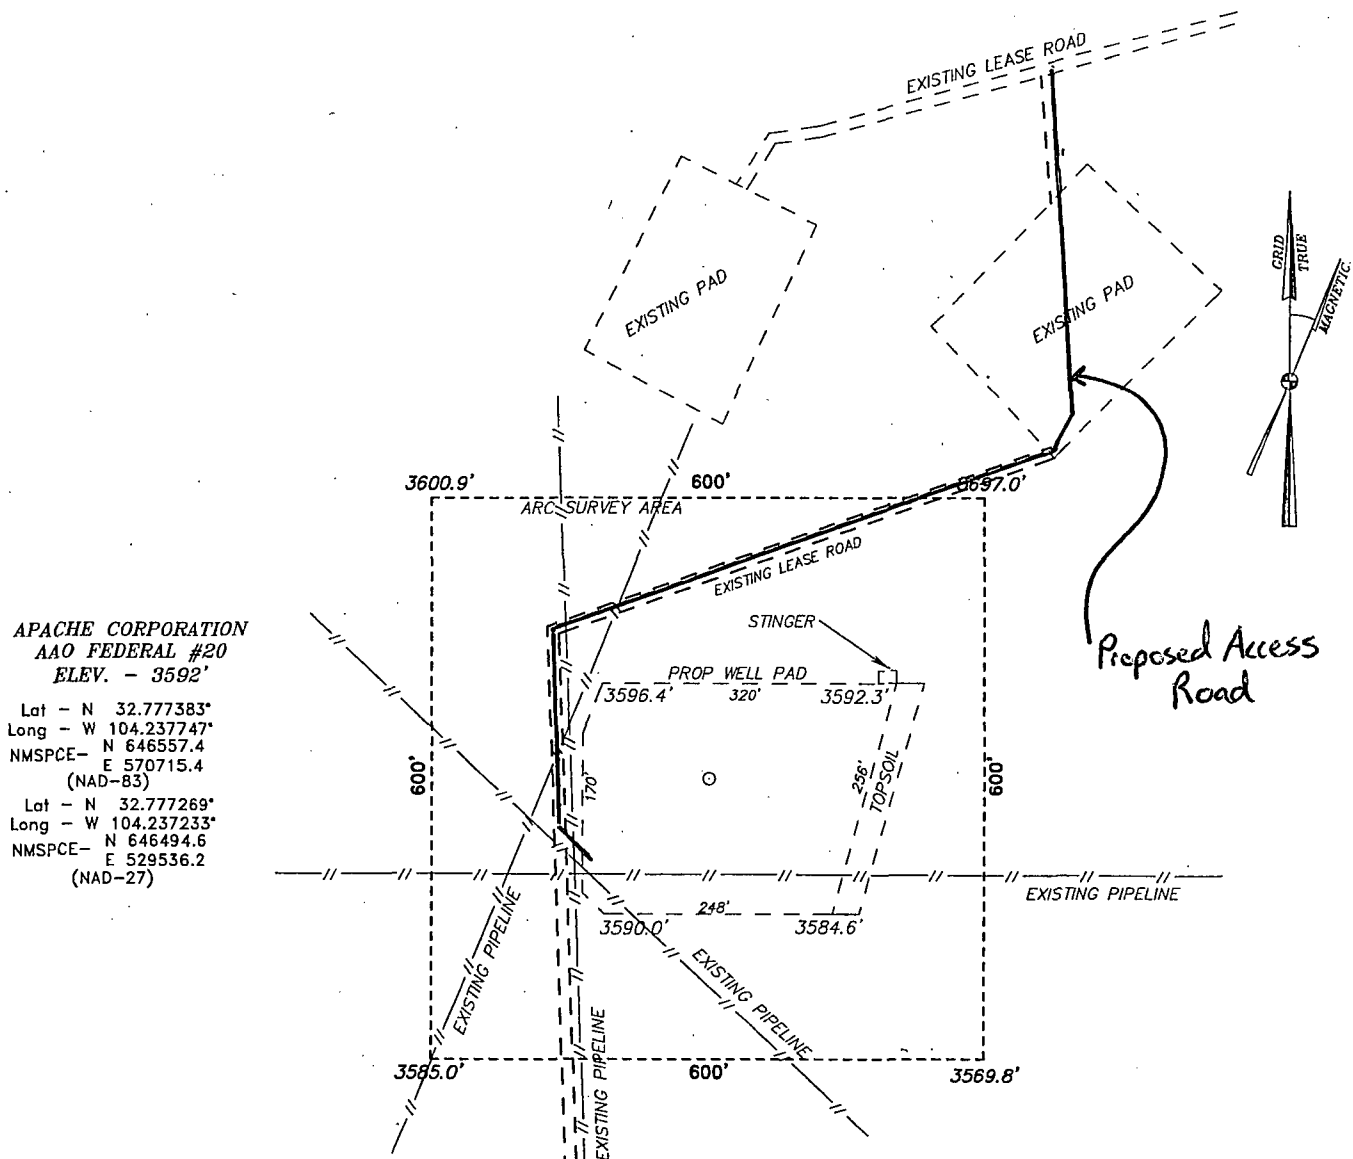 EXISTING LEASE ROAD
EXISTING PAD
EXISTING PAD
GRID
TRUE
MAGNETIC
3600.9'
600'
3697.0'
ARC SURVEY AREA
EXISTING LEASE ROAD
STINGER
Proposed Access
Road
APACHE CORPORATION
AAO FEDERAL #20
ELEV. - 3592'
Lat - N 32.777383°
Long - W 104.237747°
NMSPCE- N 646557.4
E 570715.4
(NAD-83)
Lat - N 32.777269°
Long - W 104.237233°
NMSPCE- N 646494.6
E 529536.2
(NAD-27)
PROP WELL PAD
3596.4'
320'
3592.3'
600'
170'
256'
TOPSOIL
600'
EXISTING PIPELINE
248'
3590.0'
3584.6'
EXISTING PIPELINE
EXISTING PIPELINE
EXISTING PIPELINE
3585.0'
600'
3569.8'